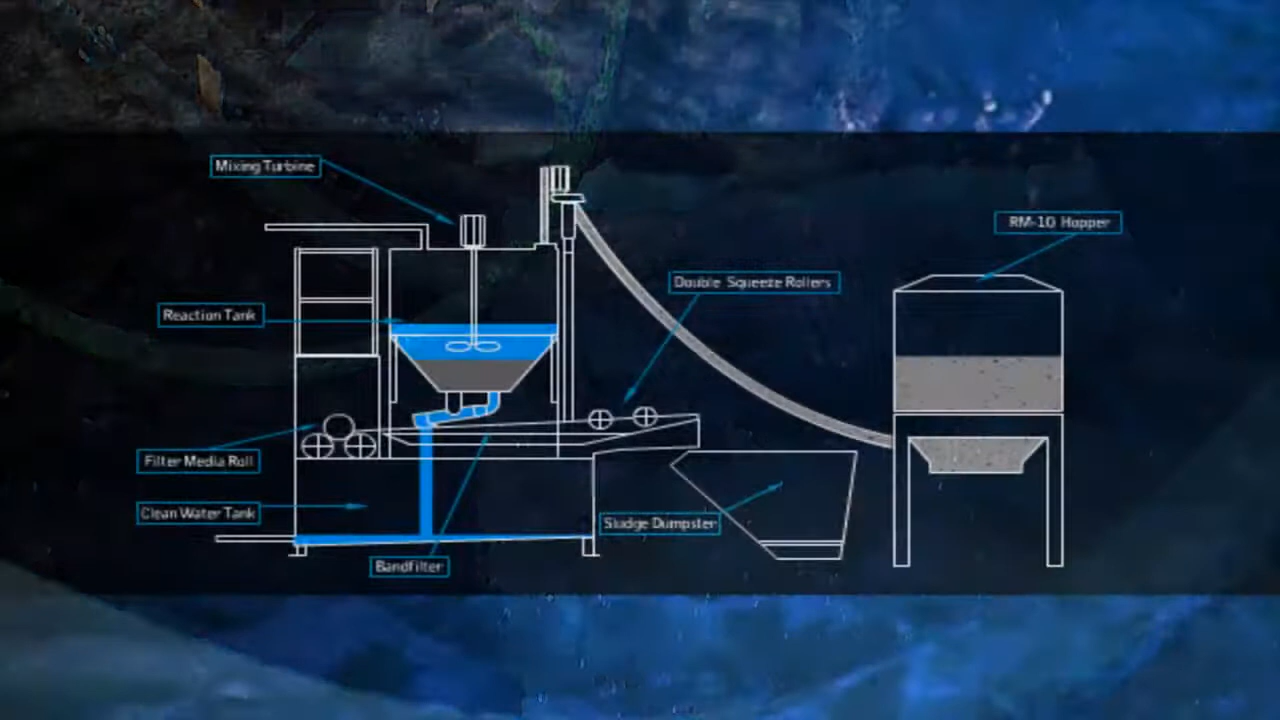 Mixing Turbine
RM-10 Hopper
Double Squeeze Rollers
Reaction Tank
Filter Media Roll
Clean Water Tank
Sludge Dumpster
Bandfilter